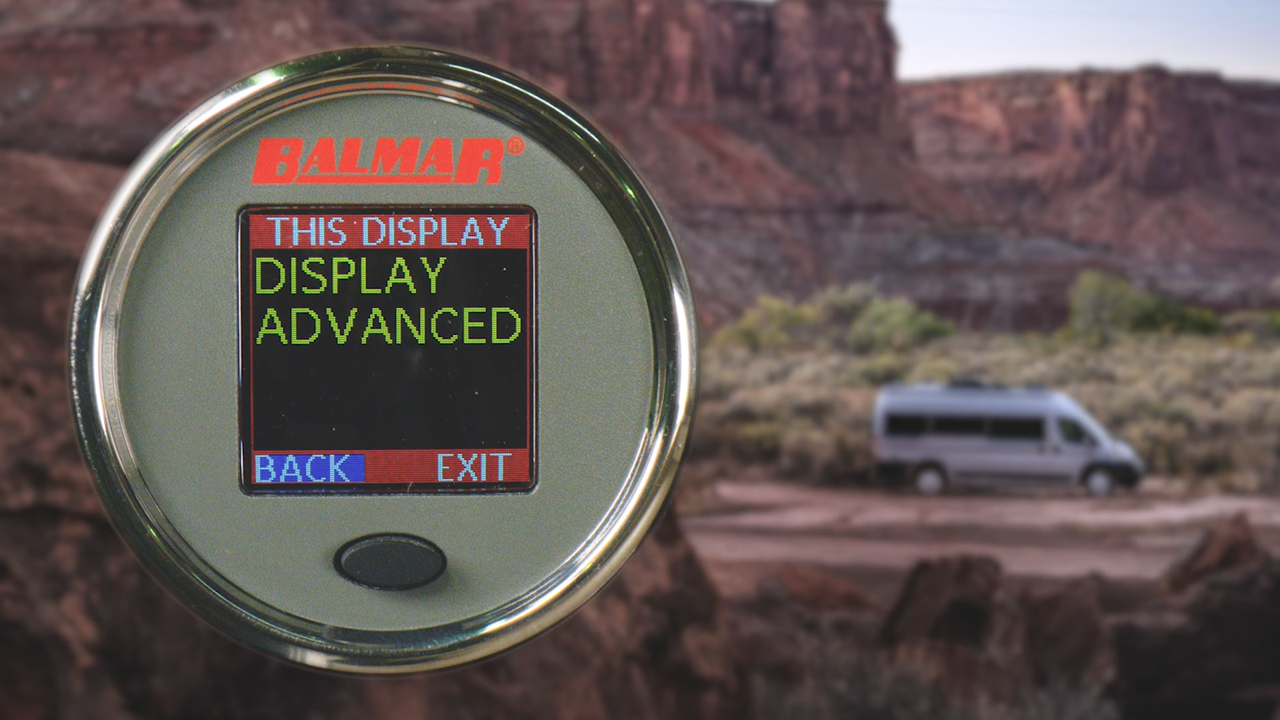 BALMAR®
THIS DISPLAY
DISPLAY
ADVANCED
BACK EXIT